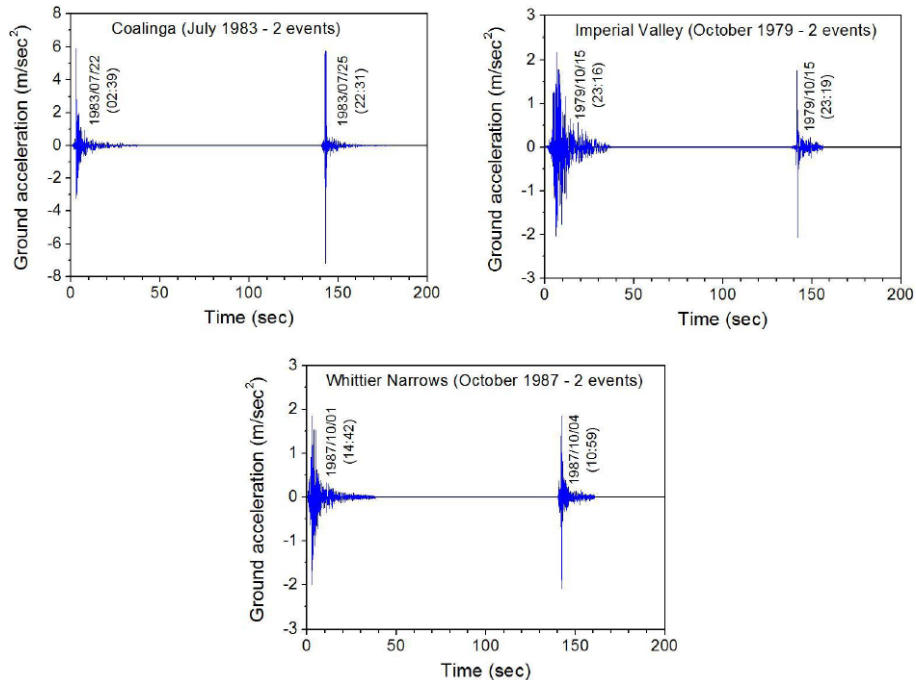 Coalinga (July 1983 - 2 events)
Ground acceleration (m/sec²)
8
6
4
2
0
-2
-4
-6
-8
1983/07/22
(02:39)
1983/07/25
(22:31)
0 50 100 150 200
Time (sec)
Imperial Valley (October 1979 - 2 events)
Ground acceleration (m/sec²)
3
2
1
0
-1
-2
-3
1979/10/15
(23:16)
1979/10/15
(23:19)
0 50 100 150 200
Time (sec)
Whittier Narrows (October 1987 - 2 events)
Ground acceleration (m/sec²)
3
2
1
0
-1
-2
-3
1987/10/01
(14:42)
1987/10/04
(10:59)
0 50 100 150 200
Time (sec)